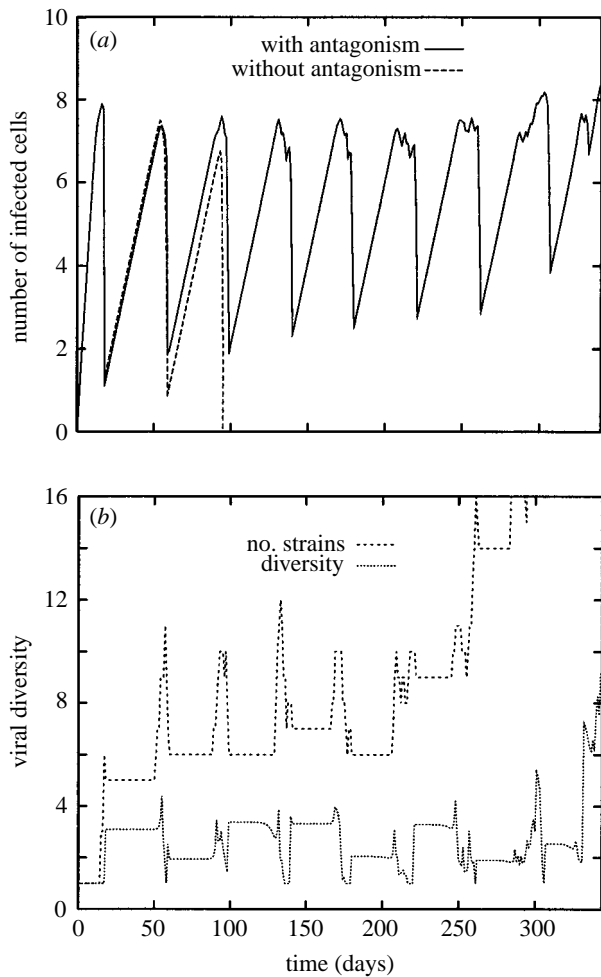 (a)
with antagonism
without antagonism
number of infected cells
10
8
6
4
2
0
(b)
no. strains
diversity
viral diversity
16
12
8
4
0
0 50 100 150 200 250 300
time (days)